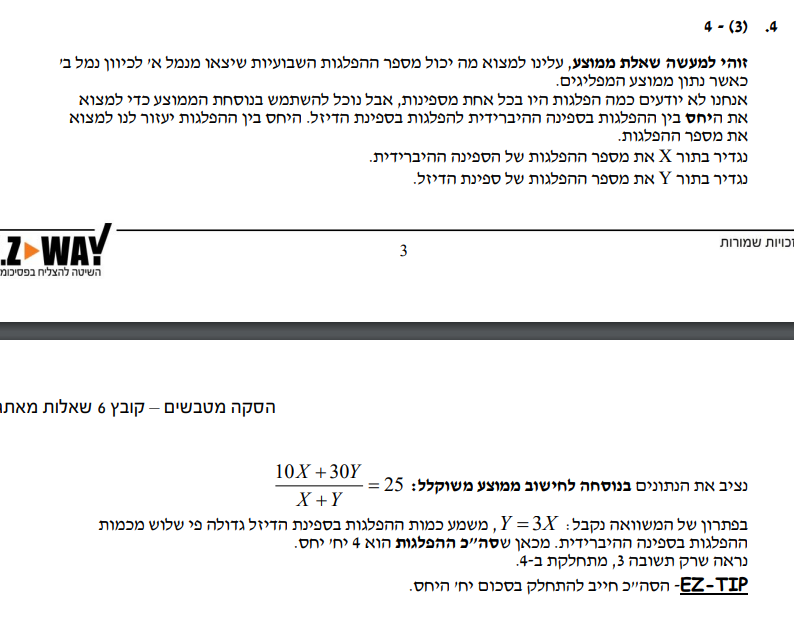 4. (3) - 4
זוהי למעשה שאלת ממוצע, עלינו למצוא מה יכול מספר ההפלגות השבועיות שיצאו מנמל א' לכיוון נמל ב'
כאשר נתון ממוצע המפליגים.
אנחנו לא יודעים כמה הפלגות היו בכל אחת מספינות, אבל נוכל להשתמש בנוסחת הממוצע כדי למצוא
את היחס בין ההפלגות בספינה ההיברידית להפלגות בספינת הדיזל. היחס בין ההפלגות יעזור לנו למצוא
את מספר ההפלגות.
נגדיר בתור X את מספר ההפלגות של הספינה ההיברידית.
נגדיר בתור Y את מספר ההפלגות של ספינת הדיזל.
זכויות שמורות
3
.Z WAY
השיטה להצליח בפסיכומ
הסקה מטבשים – קובץ 6 שאלות מאתג
נציב את הנתונים בנוסחה לחישוב ממוצע משוקלל: (10X + 30Y)/(X + Y) = 25
בפתרון של המשוואה נקבל: Y = 3X, משמע כמות ההפלגות בספינת הדיזל גדולה פי שלוש מכמות
ההפלגות בספינה ההיברידית. מכאן שסה"כ ההפלגות הוא 4 יח' יחס.
נראה שרק תשובה 3, מתחלקת ב-4.
EZ-TIP- הסה"כ חייב להתחלק בסכום יח' היחס.